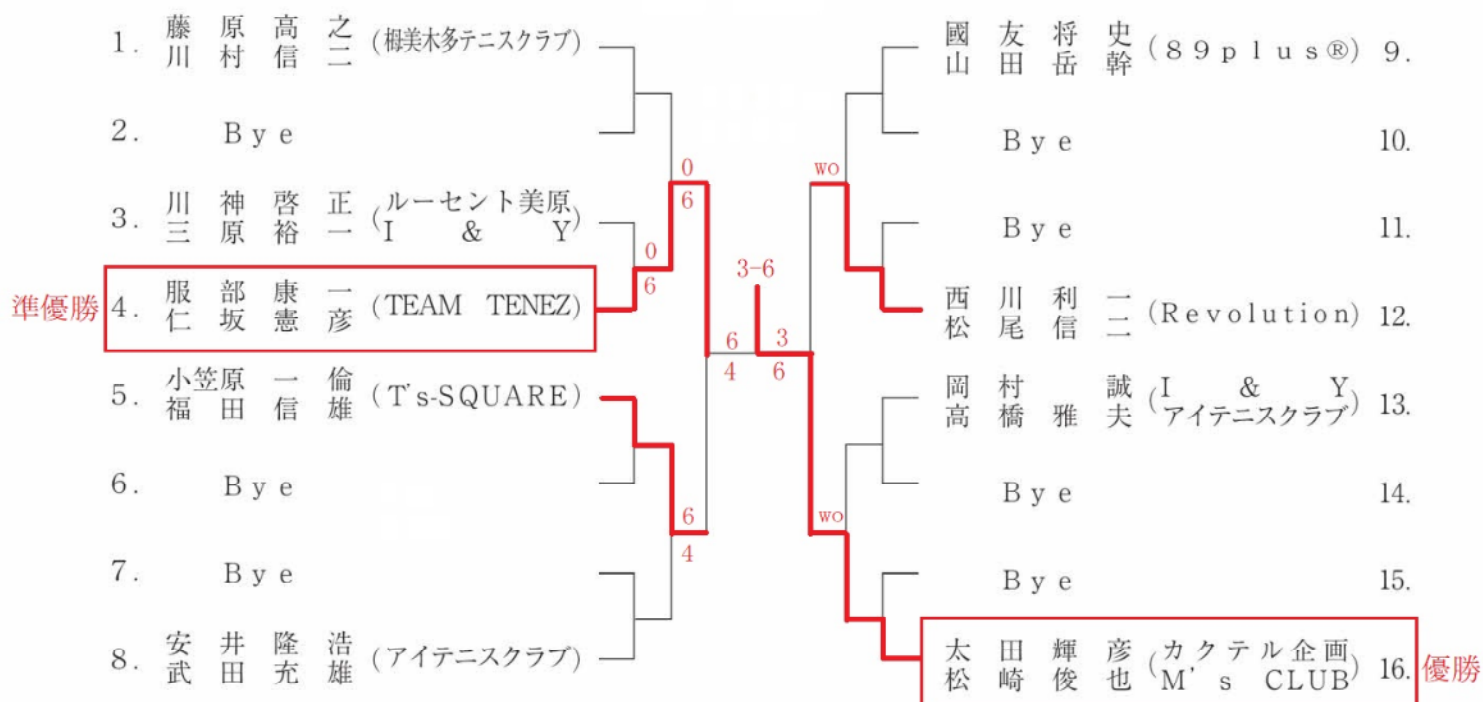 1. 藤原高之 (栂美木多テニスクラブ)
川村信二
2. Bye
3. 川神啓正 (ルーセント美原
三原裕一 I & Y)
準優勝 4. 服部康一 (TEAM TENEZ)
仁坂憲彦
5. 小笠原一倫 (T's-SQUARE)
福田信雄
6. Bye
7. Bye
8. 安井隆浩 (アイテニスクラブ)
武田充雄
0
6
0
6
6
4
6
4
3-6
3
6
wo
wo
國友将史 (89plus®) 9.
山田岳幹
Bye 10.
Bye 11.
西川利一 (Revolution) 12.
松尾信二
岡村誠 (I & Y
高橋雅夫 アイテニスクラブ) 13.
Bye 14.
Bye 15.
太田輝彦 (カクテル企画
松崎俊也 M's CLUB) 16. 優勝